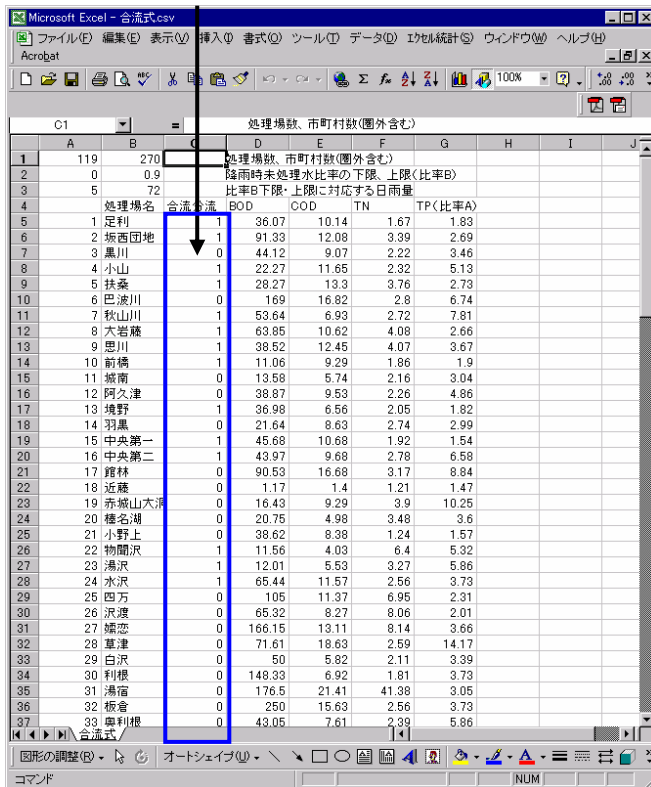 Microsoft Excel - 合流式.csv
ファイル(F) 編集(E) 表示(V) 挿入(I) 書式(O) ツール(T) データ(D) エクセル統計(S) ウィンドウ(W) ヘルプ(H)
Acrobat
100%
C1 = 処理場数、市町村数(圏外含む)
A B C D E F G H I J
1 119 270 処理場数、市町村数(圏外含む)
2 0 0.9 降雨時未処理水比率の下限、上限(比率B)
3 5 72 比率B下限・上限に対応する日雨量
4 処理場名 合流分流 BOD COD TN TP(比率A)
5 1 足利 1 36.07 10.14 1.67 1.83
6 2 坂西団地 1 91.33 12.08 3.39 2.69
7 3 黒川 0 44.12 9.07 2.22 3.46
8 4 小山 1 22.27 11.65 2.32 5.13
9 5 扶桑 1 28.27 13.3 3.76 2.73
10 6 巴波川 0 169 16.82 2.8 6.74
11 7 秋山川 1 53.64 6.93 2.72 7.81
12 8 大岩藤 1 63.85 10.62 4.08 2.66
13 9 思川 1 38.52 12.45 4.07 3.67
14 10 前橋 1 11.06 9.29 1.86 1.9
15 11 城南 0 13.58 5.74 2.16 3.04
16 12 阿久津 0 38.87 9.53 2.26 4.86
17 13 境野 1 36.98 6.56 2.05 1.82
18 14 羽黒 0 21.64 8.63 2.74 2.99
19 15 中央第一 1 45.68 10.68 1.92 1.54
20 16 中央第二 1 43.97 9.68 2.78 6.58
21 17 館林 0 90.53 16.68 3.17 8.84
22 18 近藤 0 1.17 1.4 1.21 1.47
23 19 赤城山大洞 0 16.43 9.29 3.9 10.25
24 20 榛名湖 0 20.75 4.98 3.48 3.6
25 21 小野上 0 38.62 8.38 1.24 1.57
26 22 物聞沢 1 11.56 4.03 6.4 5.32
27 23 湯沢 1 12.01 5.53 3.27 5.86
28 24 水沢 1 65.44 11.57 2.56 3.73
29 25 四万 0 105 11.37 6.95 2.31
30 26 沢渡 0 65.32 8.27 8.06 2.01
31 27 嬬恋 0 166.15 13.11 8.14 3.66
32 28 草津 0 71.61 18.63 2.59 14.17
33 29 白沢 0 50 5.82 2.11 3.39
34 30 利根 0 148.33 6.92 1.81 3.73
35 31 湯宿 0 176.5 21.41 41.38 3.05
36 32 板倉 0 250 15.63 2.56 3.73
37 33 奥利根 0 43.05 7.61 2.39 5.86
合流式
図形の調整(R) オートシェイプ(U)
コマンド NUM